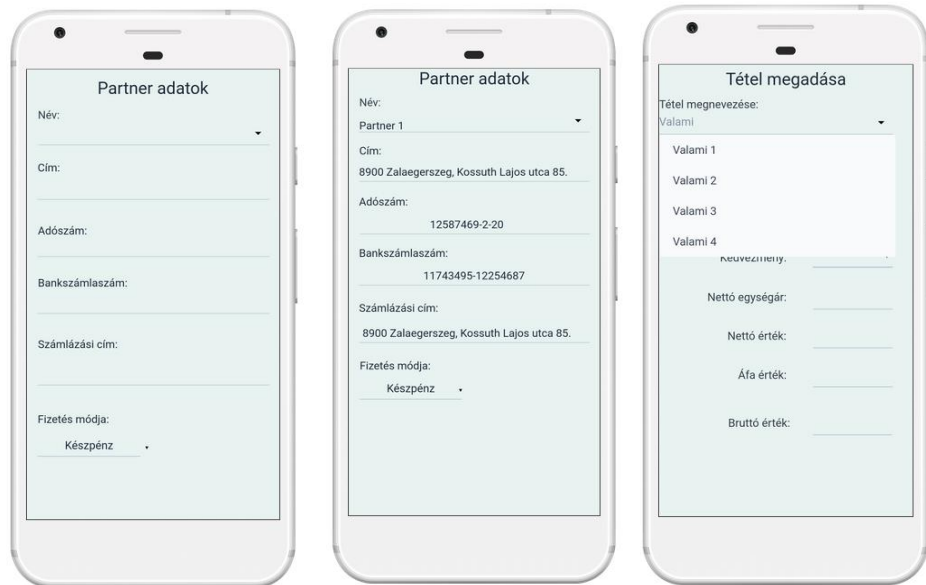 Partner adatok
Név:
Cím:
Adószám:
Bankszámlaszám:
Számlázási cím:
Fizetés módja:
Készpénz
Partner adatok
Név:
Partner 1
Cím:
8900 Zalaegerszeg, Kossuth Lajos utca 85.
Adószám:
12587469-2-20
Bankszámlaszám:
11743495-12254687
Számlázási cím:
8900 Zalaegerszeg, Kossuth Lajos utca 85.
Fizetés módja:
Készpénz
Tétel megadása
Tétel megnevezése:
Valami
Valami 1
Valami 2
Valami 3
Valami 4
Kedvezmény:
Nettó egységár:
Nettó érték:
Áfa érték:
Bruttó érték: